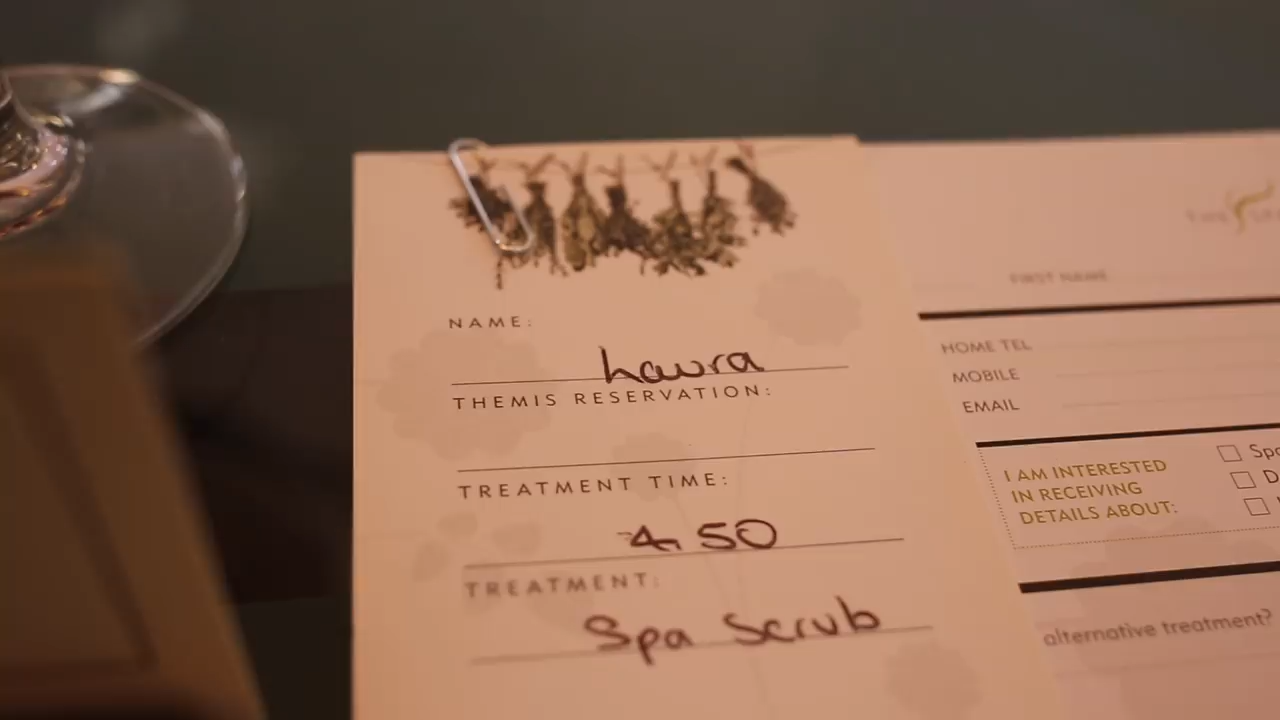 NAME:
Laura
THEMIS RESERVATION:
TREATMENT TIME:
4.50
TREATMENT:
Spa Scrub
FIRST NAME
HOME TEL
MOBILE
EMAIL
I AM INTERESTED
IN RECEIVING
DETAILS ABOUT:
alternative treatment?